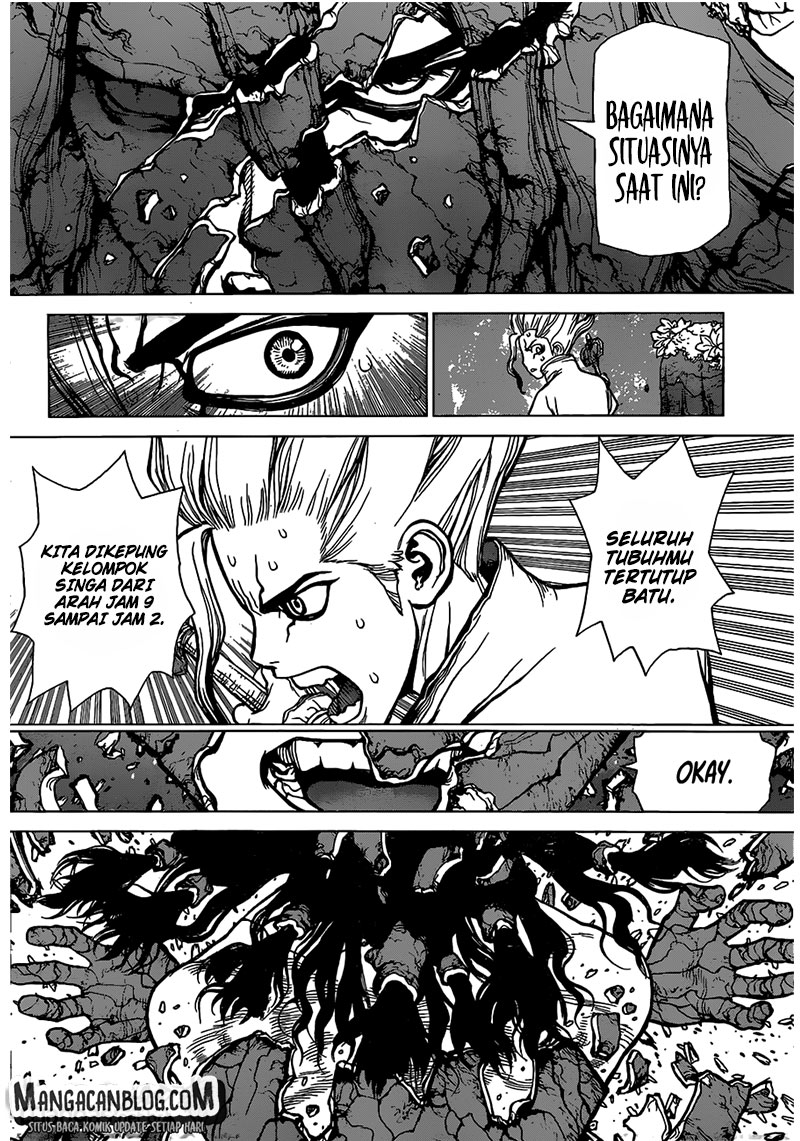 BAGAIMANA
SITUASINYA
SAAT INI?
SELURUH
TUBUHMU
TERTUTUP
BATU.
KITA DIKEPUNG
KELOMPOK
SINGA DARI
ARAH JAM 9
SAMPAI JAM 2.
OKAY.
MANGACANBLOG.COM
SITUS BACA KOMIK UPDATE SETIAP HARI